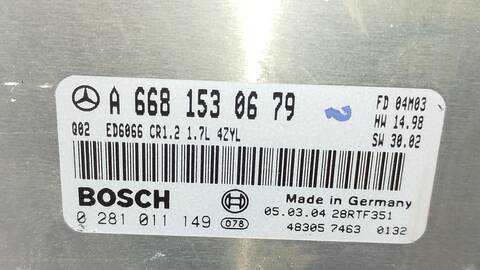 A 668 153 06 79
FD 04M03
HW 14.98
SW 30.02
Q02 ED6066 CR1.2 1.7L 4ZYL
BOSCH
0 281 011 149 078
Made in Germany
05.03.04 28RTF351
48305 7463 0132